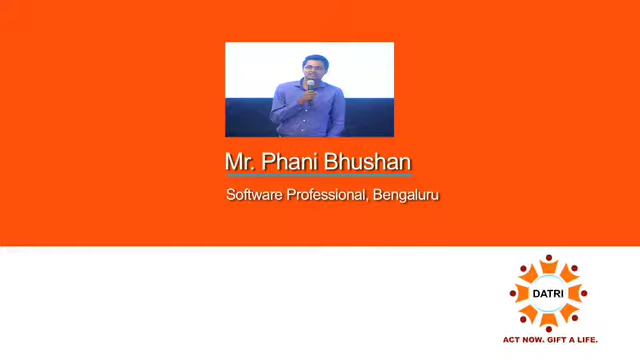 Mr. Phani Bhushan
Software Professional, Bengaluru
DATRI
ACT NOW. GIFT A LIFE.